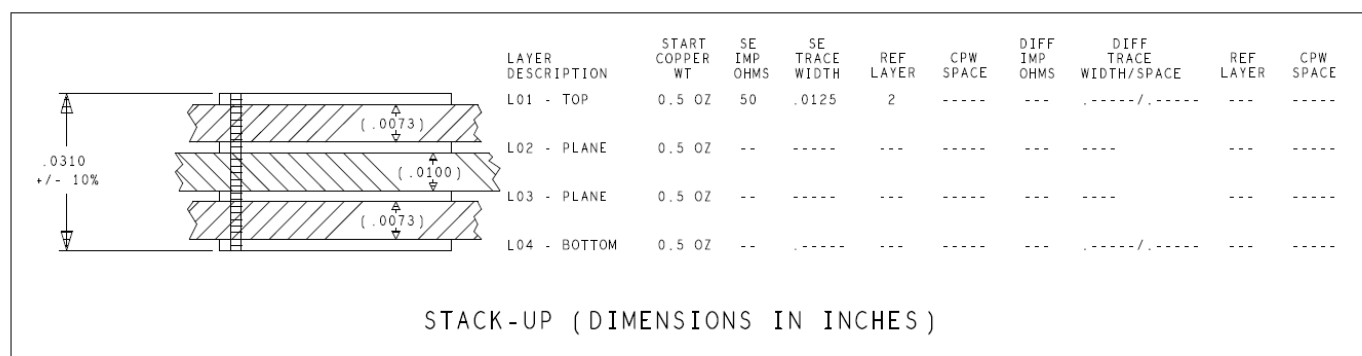 LAYER DESCRIPTION START COPPER WT SE IMP OHMS SE TRACE WIDTH REF LAYER CPW SPACE DIFF IMP OHMS DIFF TRACE WIDTH/SPACE REF LAYER CPW SPACE
L01 - TOP 0.5 OZ 50 .0125 2 ----- --- .-----/.----- --- -----
(.0073)
L02 - PLANE 0.5 OZ -- ----- --- ----- --- ---- --- -----
.0310
+/- 10%
(.0100)
L03 - PLANE 0.5 OZ -- ----- --- ----- --- ---- --- -----
(.0073)
L04 - BOTTOM 0.5 OZ -- .----- --- ----- --- .-----/.----- --- -----
STACK-UP (DIMENSIONS IN INCHES)